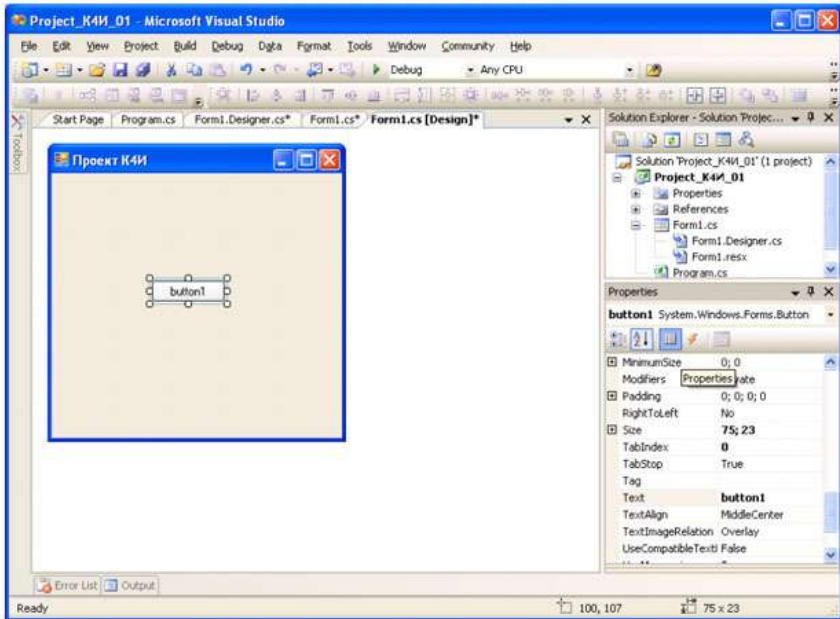 Project_К4И_01 - Microsoft Visual Studio
File Edit View Project Build Debug Data Format Tools Window Community Help
Debug Any CPU
Start Page Program.cs Form1.Designer.cs* Form1.cs* Form1.cs [Design]*
Toolbox
Проект К4И
button1
Solution Explorer - Solution 'Projec...
Solution 'Project_К4И_01' (1 project)
Project_К4И_01
Properties
References
Form1.cs
Form1.Designer.cs
Form1.resx
Program.cs
Properties
button1 System.Windows.Forms.Button
MinimumSize 0; 0
Modifiers Properties vate
Padding 0; 0; 0; 0
RightToLeft No
Size 75; 23
TabIndex 0
TabStop True
Tag
Text button1
TextAlign MiddleCenter
TextImageRelation Overlay
UseCompatibleText False
Error List Output
Ready 100, 107 75 x 23